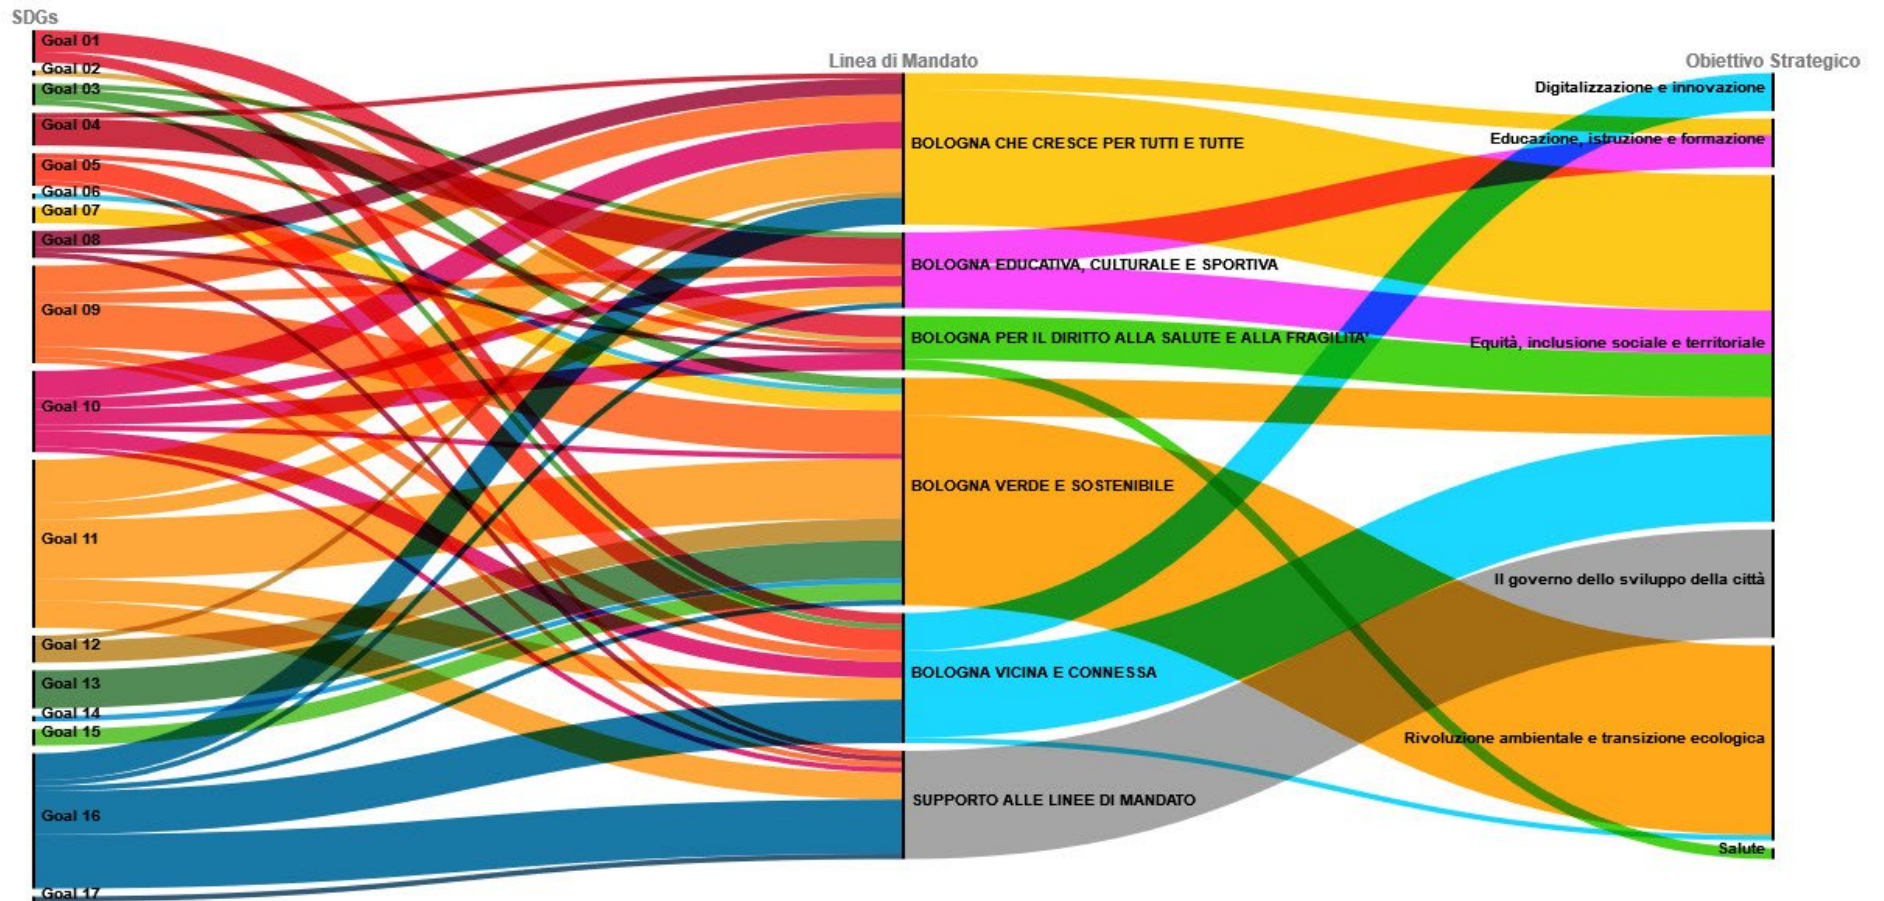 SDGs
Goal 01
Goal 02
Goal 03
Goal 04
Goal 05
Goal 06
Goal 07
Goal 08
Goal 09
Goal 10
Goal 11
Goal 12
Goal 13
Goal 14
Goal 15
Goal 16
Goal 17
Linea di Mandato
BOLOGNA CHE CRESCE PER TUTTI E TUTTE
BOLOGNA EDUCATIVA, CULTURALE E SPORTIVA
BOLOGNA PER IL DIRITTO ALLA SALUTE E ALLA FRAGILITA'
BOLOGNA VERDE E SOSTENIBILE
BOLOGNA VICINA E CONNESSA
SUPPORTO ALLE LINEE DI MANDATO
Obiettivo Strategico
Digitalizzazione e innovazione
Educazione, istruzione e formazione
Equità, inclusione sociale e territoriale
Il governo dello sviluppo della città
Rivoluzione ambientale e transizione ecologica
Salute